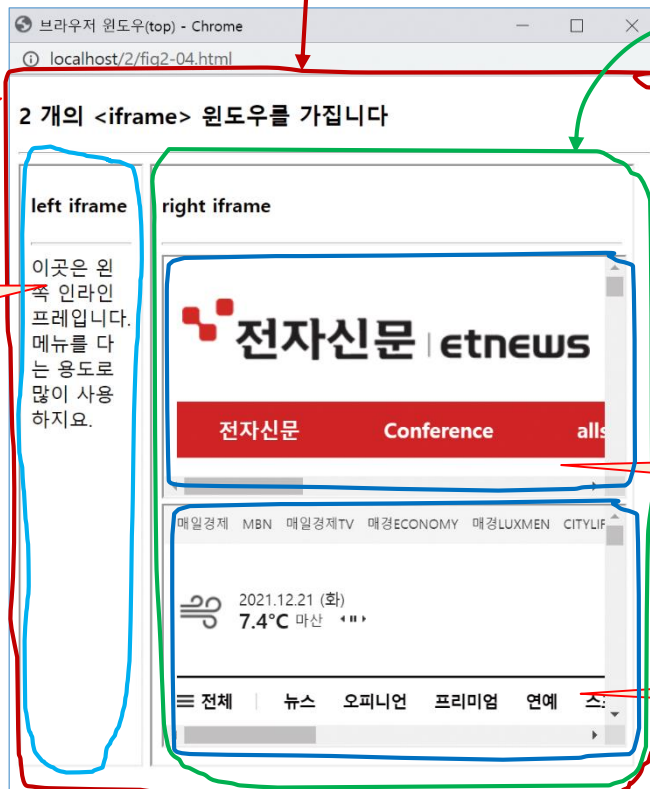 브라우저 윈도우(top) - Chrome
localhost/2/fig2-04.html
2 개의 <iframe> 윈도우를 가집니다
left iframe
이곳은 왼
쪽 인라인
프레입니다.
메뉴를 다
는 용도로
많이 사용
하지요.
right iframe
전자신문 | etnews
전자신문 Conference alls
매일경제 MBN 매일경제TV 매경ECONOMY 매경LUXMEN CITYLIF
2021.12.21 (화)
7.4°C 마산
전체 뉴스 오피니언 프리미엄 연예